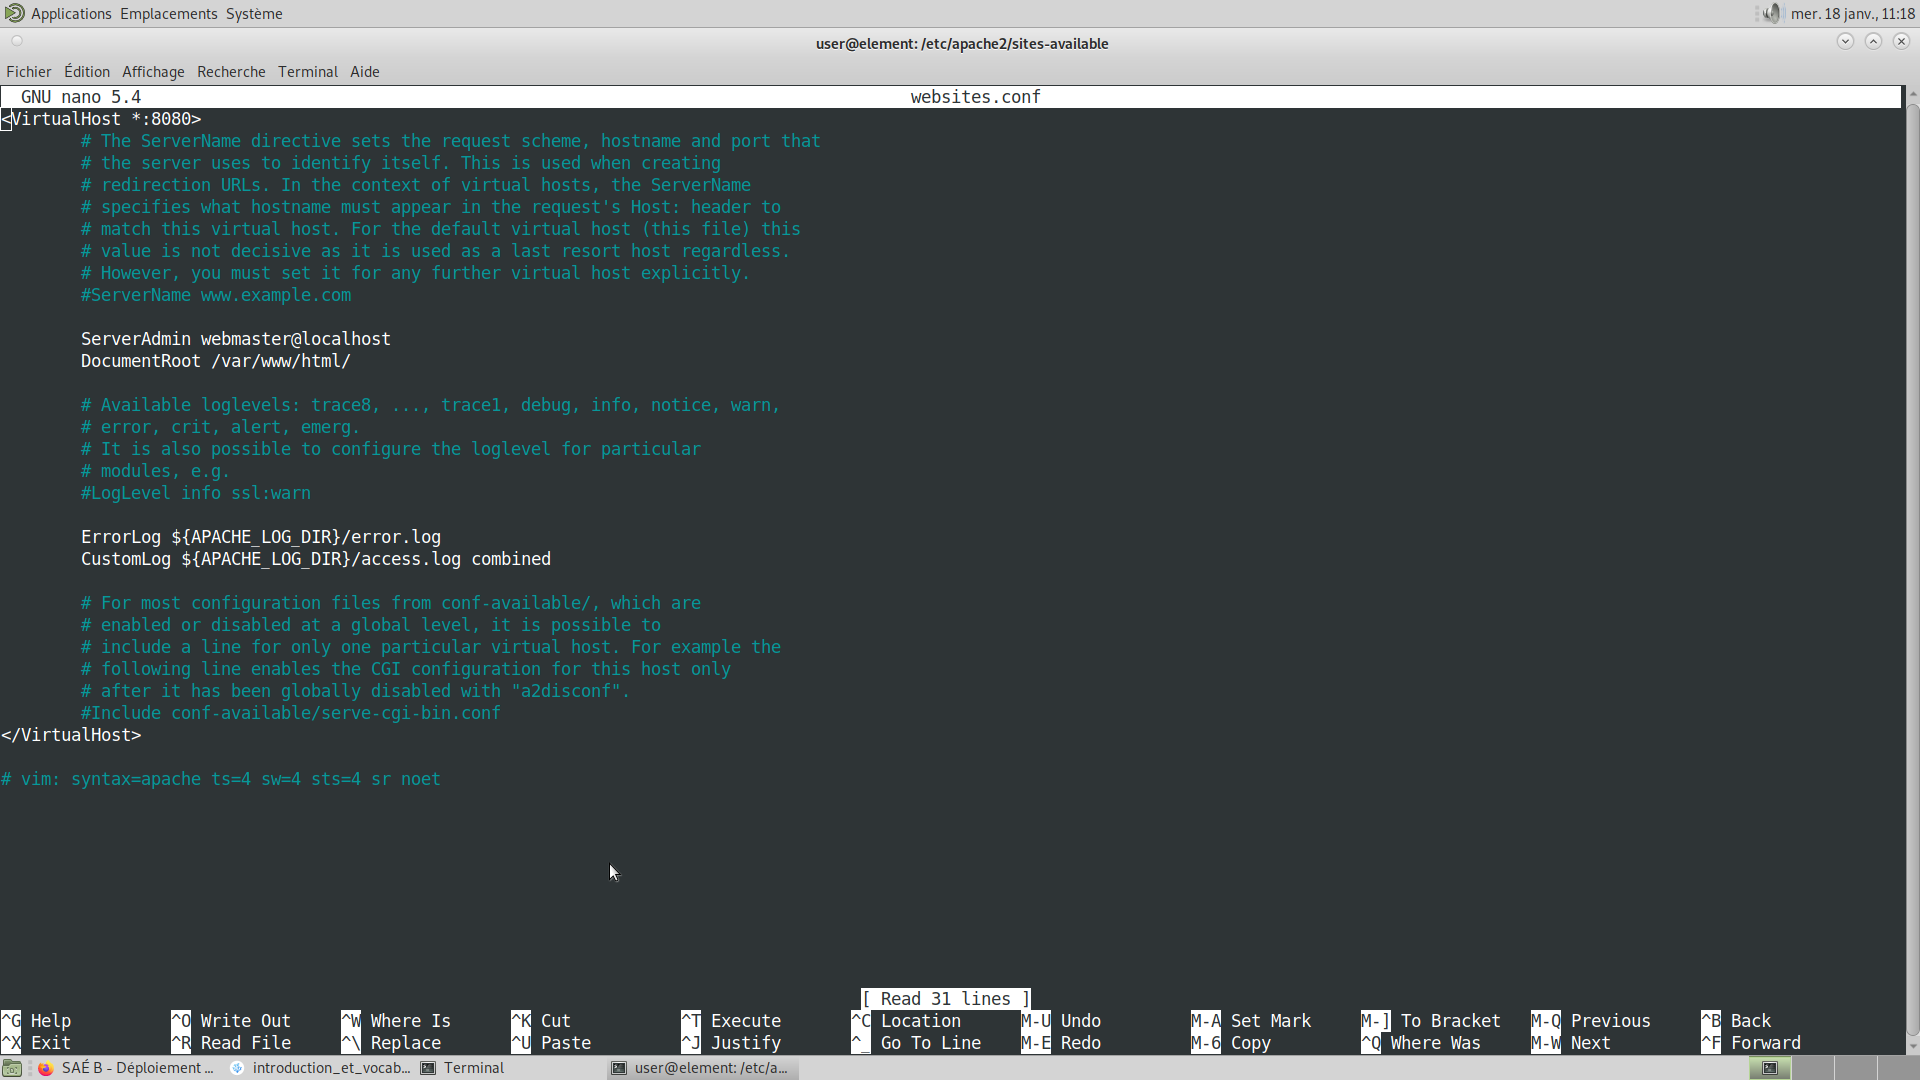 Applications Emplacements Système mer. 18 janv., 11:18
user@element: /etc/apache2/sites-available
Fichier Édition Affichage Recherche Terminal Aide
GNU nano 5.4 websites.conf
<VirtualHost *:8080>
# The ServerName directive sets the request scheme, hostname and port that
# the server uses to identify itself. This is used when creating
# redirection URLs. In the context of virtual hosts, the ServerName
# specifies what hostname must appear in the request's Host: header to
# match this virtual host. For the default virtual host (this file) this
# value is not decisive as it is used as a last resort host regardless.
# However, you must set it for any further virtual host explicitly.
#ServerName www.example.com
ServerAdmin webmaster@localhost
DocumentRoot /var/www/html/
# Available loglevels: trace8, ..., trace1, debug, info, notice, warn,
# error, crit, alert, emerg.
# It is also possible to configure the loglevel for particular
# modules, e.g.
#LogLevel info ssl:warn
ErrorLog ${APACHE_LOG_DIR}/error.log
CustomLog ${APACHE_LOG_DIR}/access.log combined
# For most configuration files from conf-available/, which are
# enabled or disabled at a global level, it is possible to
# include a line for only one particular virtual host. For example the
# following line enables the CGI configuration for this host only
# after it has been globally disabled with "a2disconf".
#Include conf-available/serve-cgi-bin.conf
</VirtualHost>
# vim: syntax=apache ts=4 sw=4 sts=4 sr noet
[ Read 31 lines ]
^G Help ^O Write Out ^W Where Is ^K Cut ^T Execute ^C Location M-U Undo M-A Set Mark M-] To Bracket M-Q Previous ^B Back
^X Exit ^R Read File ^\ Replace ^U Paste ^J Justify ^_ Go To Line M-E Redo M-6 Copy ^Q Where Was M-W Next ^F Forward
SAÉ B - Déploiement ... introduction_et_vocab... Terminal user@element: /etc/a...